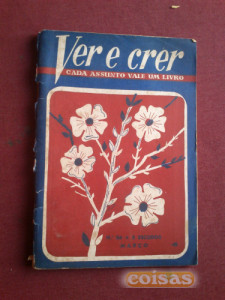 Ver e crer
CADA ASSUNTO VALE UM LIVRO
coisas